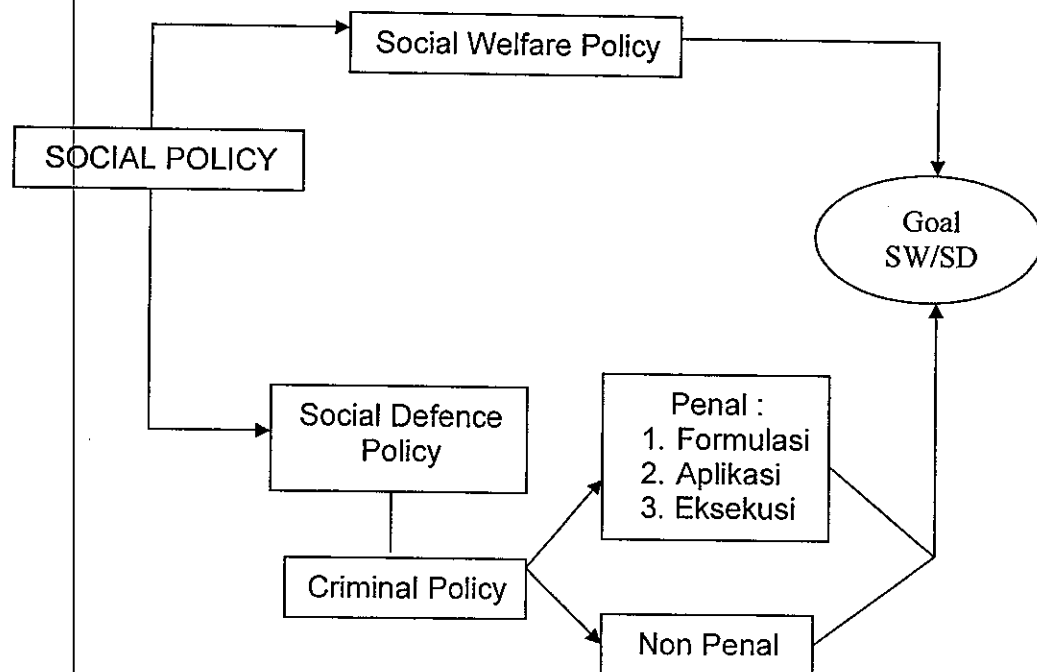 Social Welfare Policy
SOCIAL POLICY
Goal
SW/SD
Social Defence
Policy
Penal :
1. Formulasi
2. Aplikasi
3. Eksekusi
Criminal Policy
Non Penal